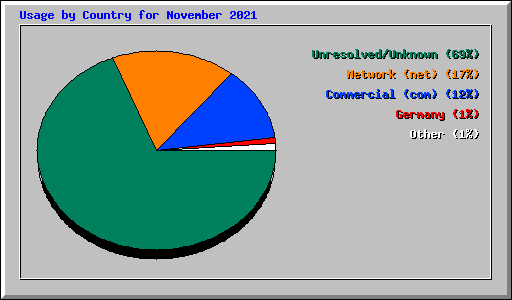 Usage by Country for November 2021
Unresolved/Unknown (69%)
Network (net) (17%)
Commercial (com) (12%)
Germany (1%)
Other (1%)